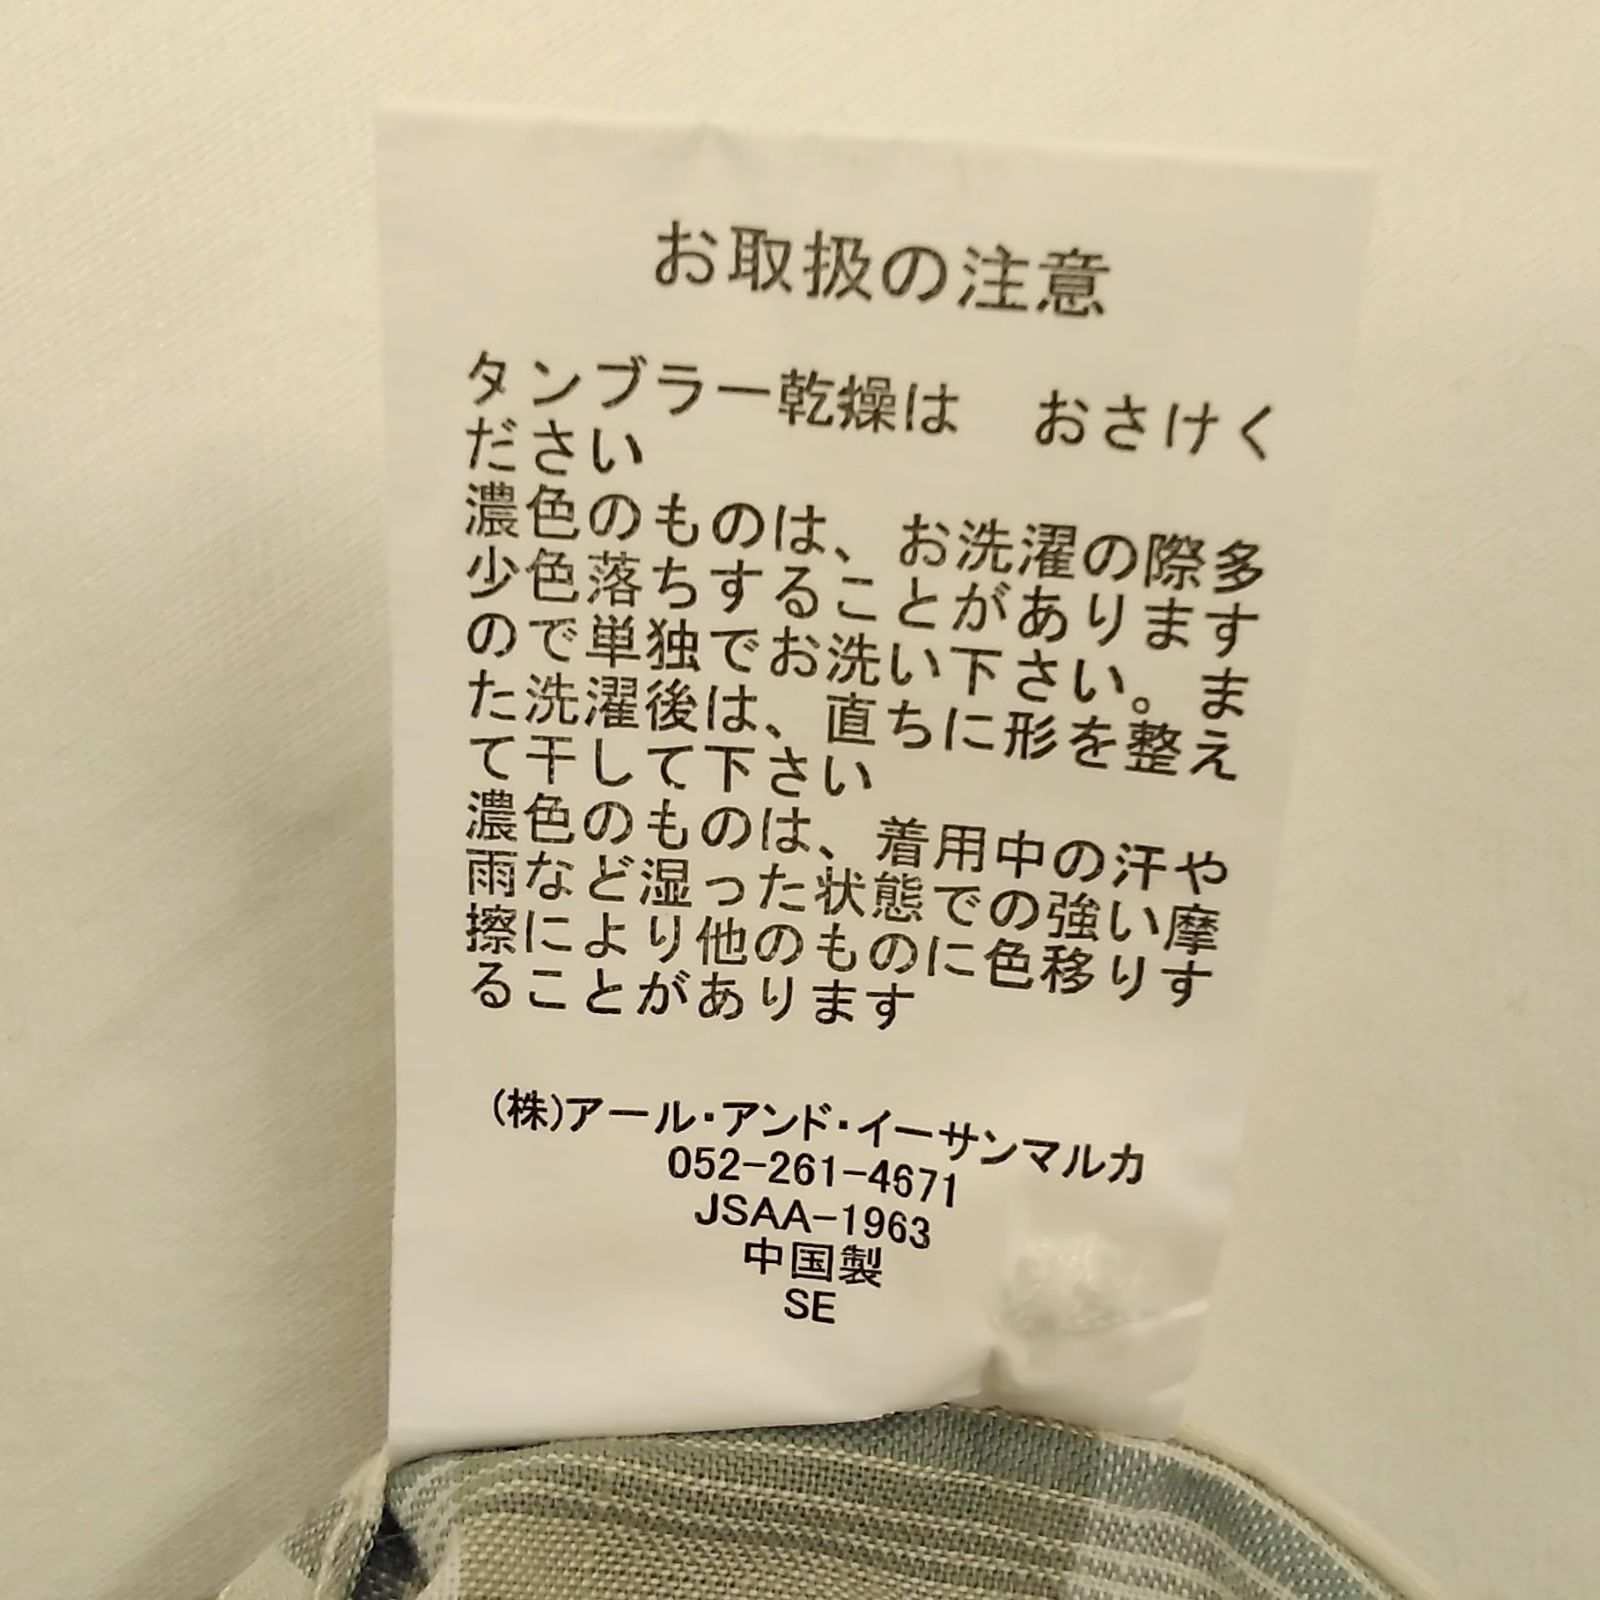 お取扱の注意
タンブラー乾燥は　おさけく
ださい
濃色のものは、お洗濯の際多
少色落ちすることがあります
ので単独でお洗い下さい。ま
た洗濯後は、直ちに形を整え
て干して下さい
濃色のものは、着用中の汗や
雨など湿った状態での強い摩
擦により他のものに色移りす
ることがあります
(株)アール・アンド・イーサンマルカ
052-261-4671
JSAA-1963
中国製
SE